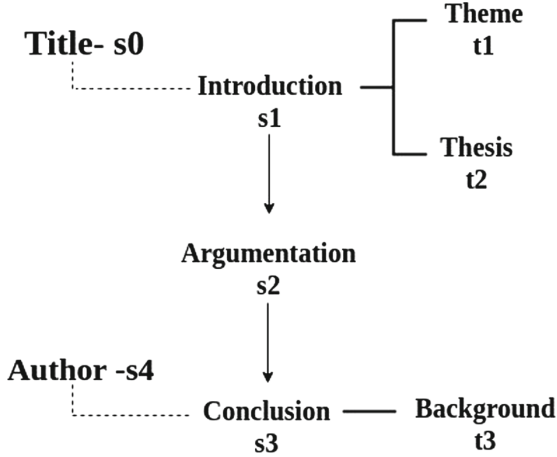 Theme
t1
Title- s0
Introduction
s1
Thesis
t2
Argumentation
s2
Author -s4
Conclusion
s3
Background
t3